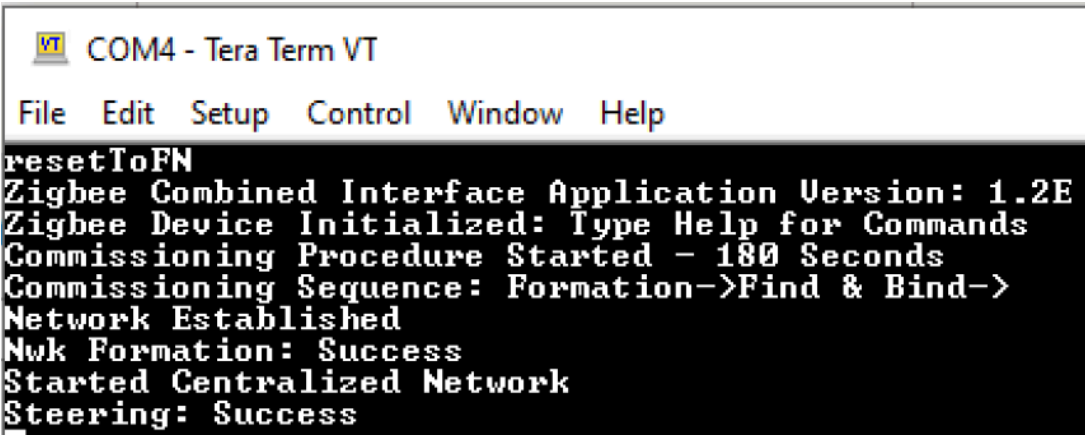 VT COM4 - Tera Term VT
File Edit Setup Control Window Help
resetToFN
Zigbee Combined Interface Application Version: 1.2E
Zigbee Device Initialized: Type Help for Commands
Commissioning Procedure Started - 180 Seconds
Commissioning Sequence: Formation->Find & Bind->
Network Established
Nwk Formation: Success
Started Centralized Network
Steering: Success